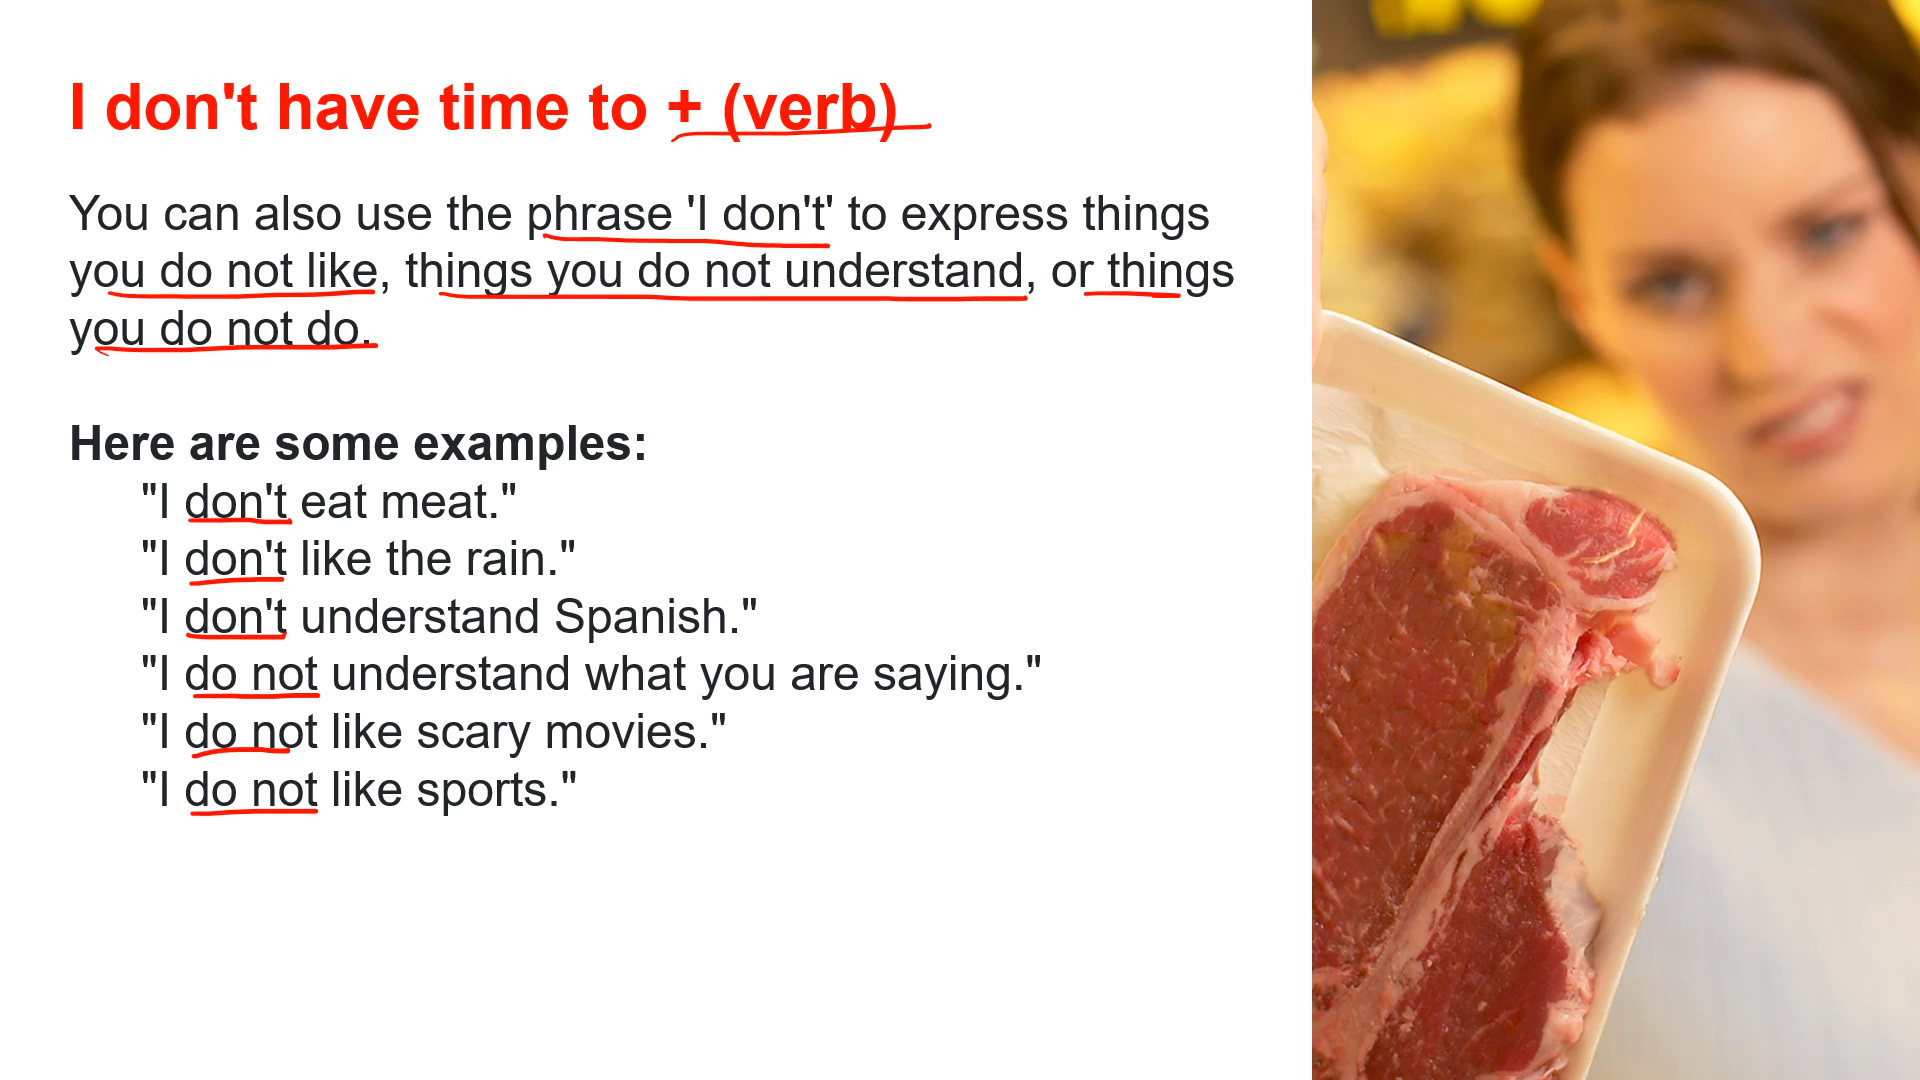 I don't have time to + (verb)
You can also use the phrase 'I don't' to express things
you do not like, things you do not understand, or things
you do not do.
Here are some examples:
"I don't eat meat."
"I don't like the rain."
"I don't understand Spanish."
"I do not understand what you are saying."
"I do not like scary movies."
"I do not like sports."